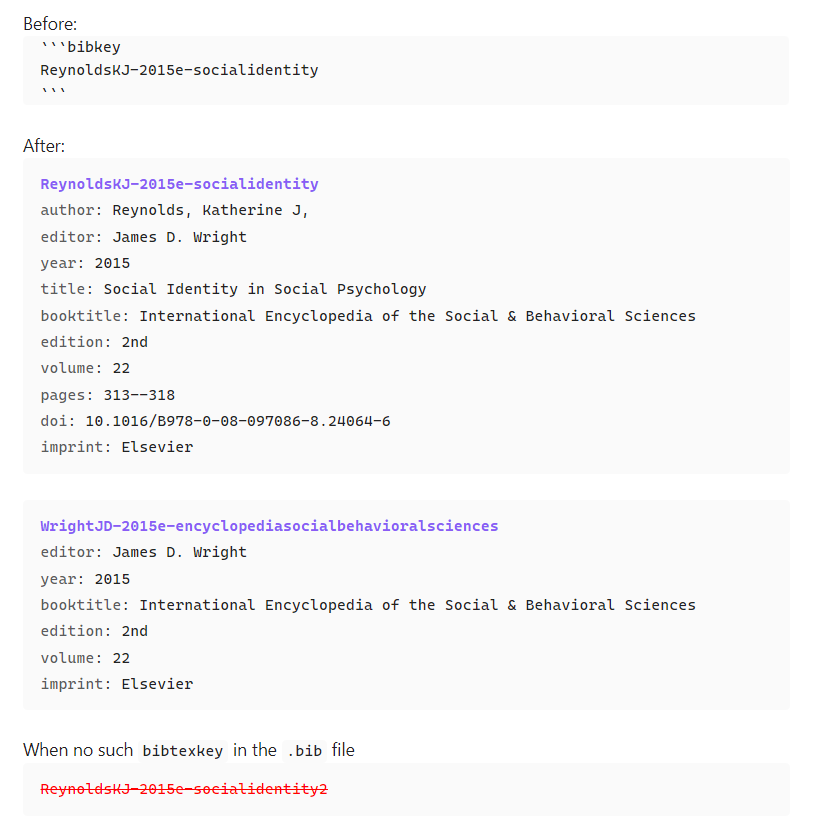 Before:
```bibkey
ReynoldsKJ-2015e-socialidentity
```
After:
ReynoldsKJ-2015e-socialidentity
author: Reynolds, Katherine J,
editor: James D. Wright
year: 2015
title: Social Identity in Social Psychology
booktitle: International Encyclopedia of the Social & Behavioral Sciences
edition: 2nd
volume: 22
pages: 313--318
doi: 10.1016/B978-0-08-097086-8.24064-6
imprint: Elsevier
WrightJD-2015e-encyclopediasocialbehavioralsciences
editor: James D. Wright
year: 2015
booktitle: International Encyclopedia of the Social & Behavioral Sciences
edition: 2nd
volume: 22
imprint: Elsevier
When no such bibtexkey in the .bib file
ReynoldsKJ-2015e-socialidentity2